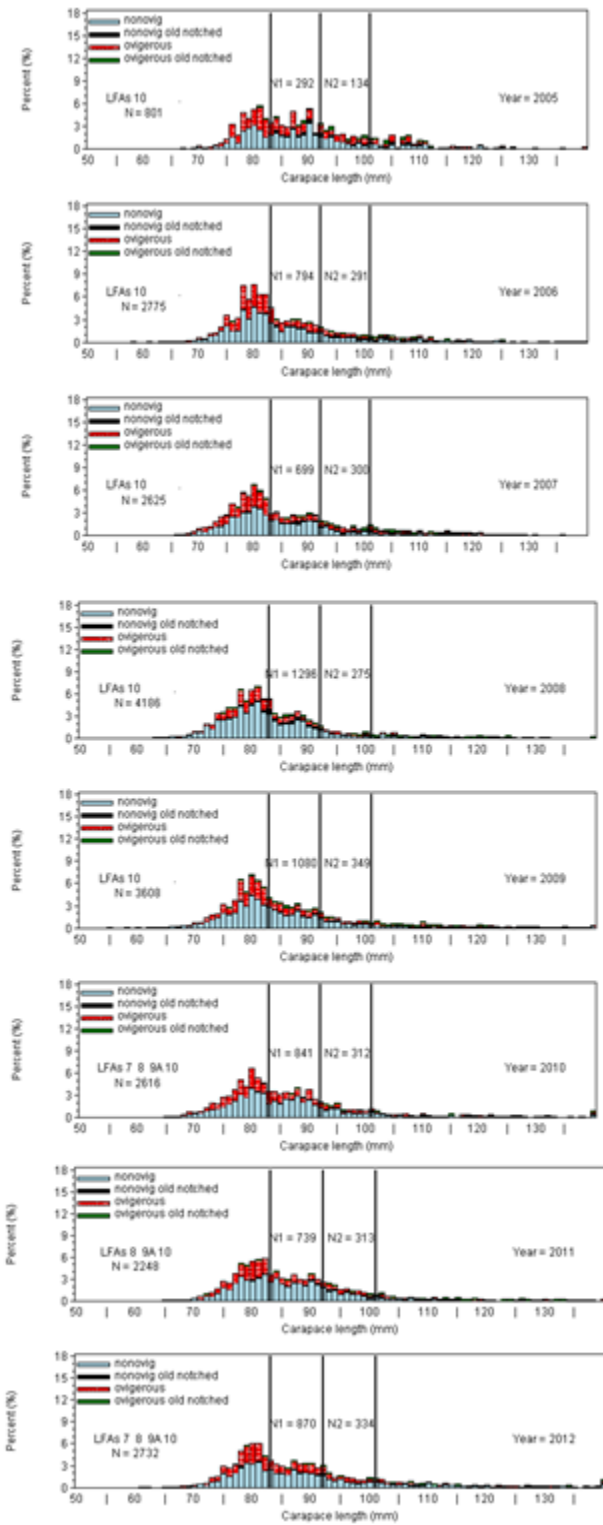 Percent (%)
18
15
12
9
6
3
0
nonovig
nonovig old notched
ovigerous
ovigerous old notched
LFAs 10
N = 801
N1 = 292 N2 = 134
Year = 2005
50 | 60 | 70 | 80 | 90 | 100 | 110 | 120 | 130 |
Carapace length (mm)
Percent (%)
18
15
12
9
6
3
0
nonovig
nonovig old notched
ovigerous
ovigerous old notched
LFAs 10
N = 2775
N1 = 794 N2 = 291
Year = 2006
50 | 60 | 70 | 80 | 90 | 100 | 110 | 120 | 130 |
Carapace length (mm)
Percent (%)
18
15
12
9
6
3
0
nonovig
nonovig old notched
ovigerous
ovigerous old notched
LFAs 10
N = 2625
N1 = 699 N2 = 300
Year = 2007
50 | 60 | 70 | 80 | 90 | 100 | 110 | 120 | 130 |
Carapace length (mm)
Percent (%)
18
15
12
9
6
3
0
nonovig
nonovig old notched
ovigerous
ovigerous old notched
LFAs 10
N = 4186
N1 = 1296 N2 = 275
Year = 2008
50 | 60 | 70 | 80 | 90 | 100 | 110 | 120 | 130 |
Carapace length (mm)
Percent (%)
18
15
12
9
6
3
0
nonovig
nonovig old notched
ovigerous
ovigerous old notched
LFAs 10
N = 3608
N1 = 1080 N2 = 349
Year = 2009
50 | 60 | 70 | 80 | 90 | 100 | 110 | 120 | 130 |
Carapace length (mm)
Percent (%)
18
15
12
9
6
3
0
nonovig
nonovig old notched
ovigerous
ovigerous old notched
LFAs 7 8 9A 10
N = 2616
N1 = 841 N2 = 312
Year = 2010
50 | 60 | 70 | 80 | 90 | 100 | 110 | 120 | 130 |
Carapace length (mm)
Percent (%)
18
15
12
9
6
3
0
nonovig
nonovig old notched
ovigerous
ovigerous old notched
LFAs 8 9A 10
N = 2248
N1 = 739 N2 = 313
Year = 2011
50 | 60 | 70 | 80 | 90 | 100 | 110 | 120 | 130 |
Carapace length (mm)
Percent (%)
18
15
12
9
6
3
0
nonovig
nonovig old notched
ovigerous
ovigerous old notched
LFAs 7 8 9A 10
N = 2732
N1 = 870 N2 = 334
Year = 2012
50 | 60 | 70 | 80 | 90 | 100 | 110 | 120 | 130 |
Carapace length (mm)